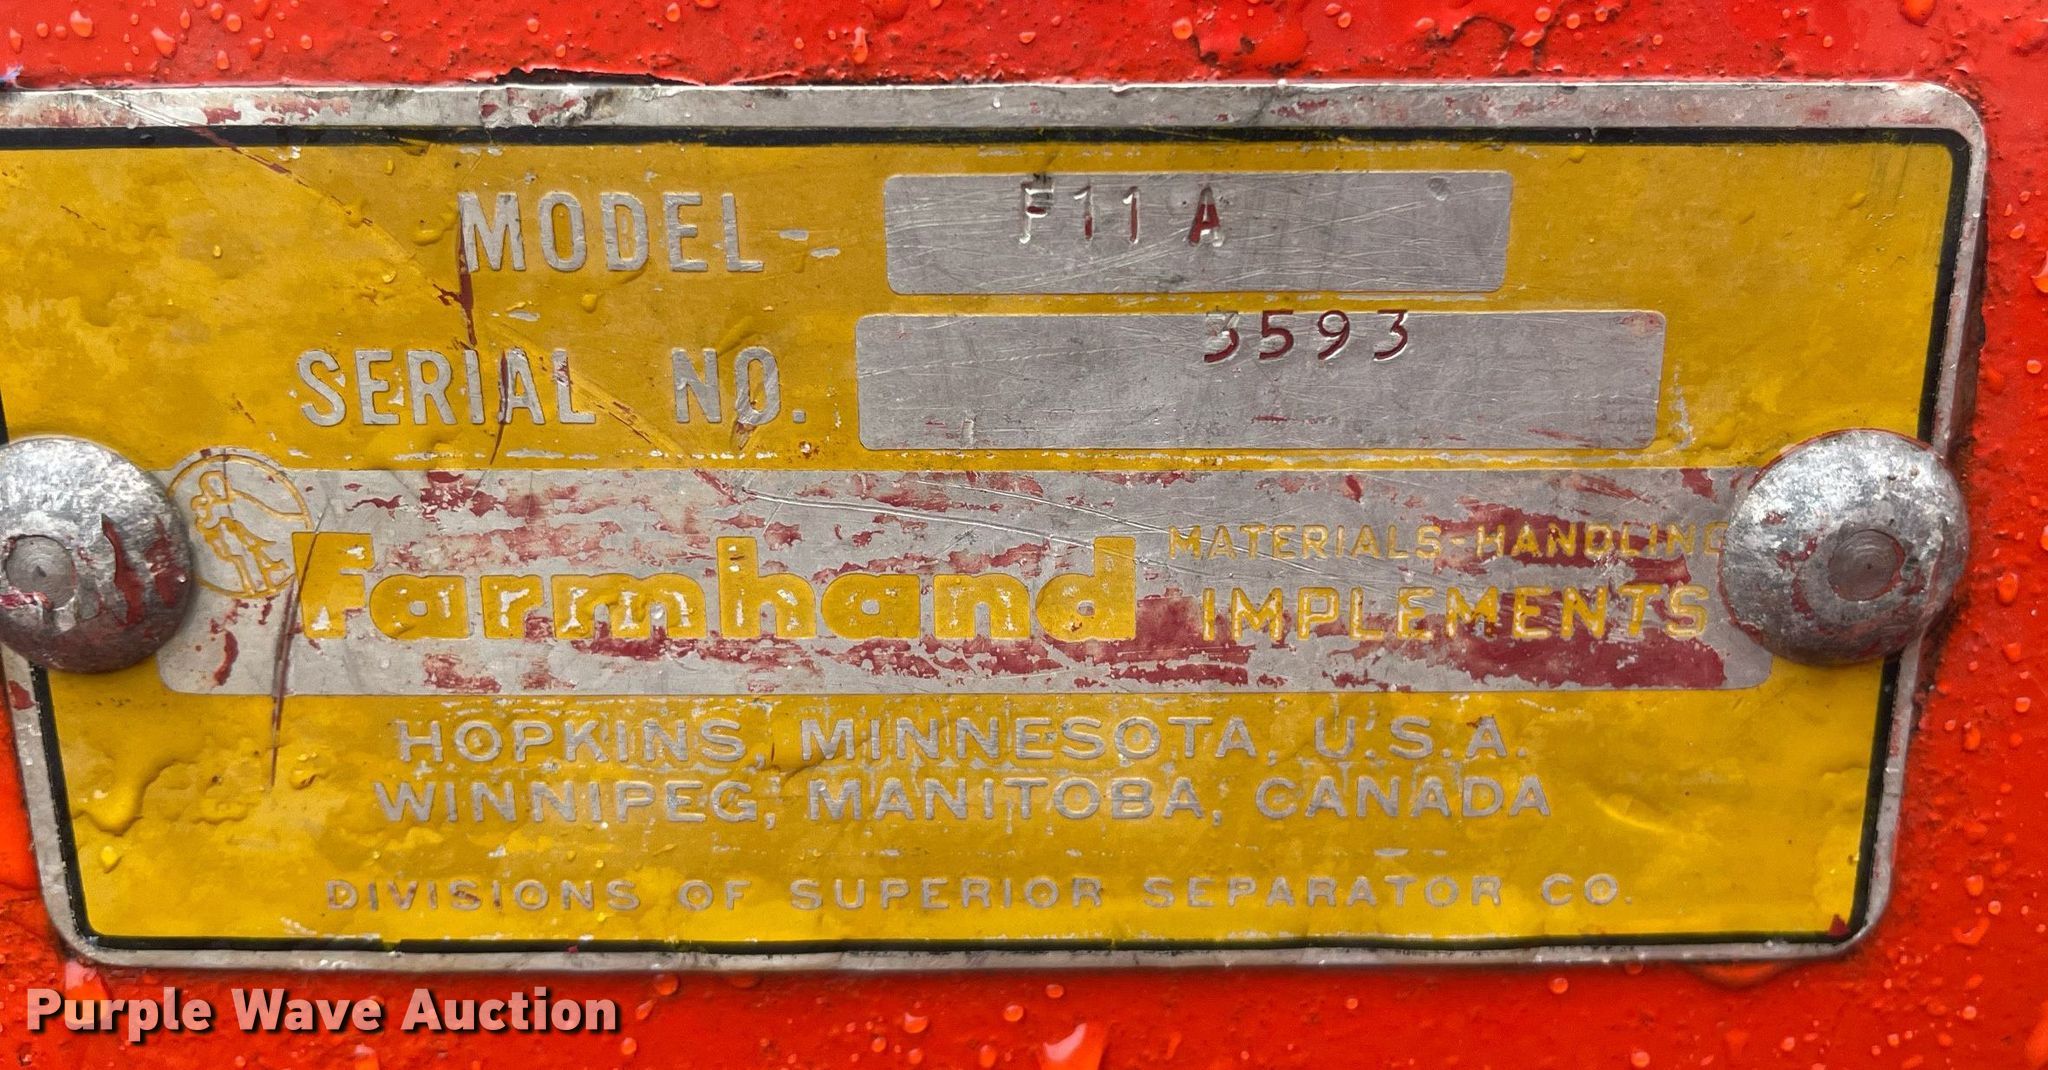 MODEL- F11 A
SERIAL NO. 3593
Farmhand MATERIALS-HANDLING
IMPLEMENTS
HOPKINS, MINNESOTA, U.S.A.
WINNIPEG, MANITOBA, CANADA
DIVISIONS OF SUPERIOR SEPARATOR CO.
Purple Wave Auction